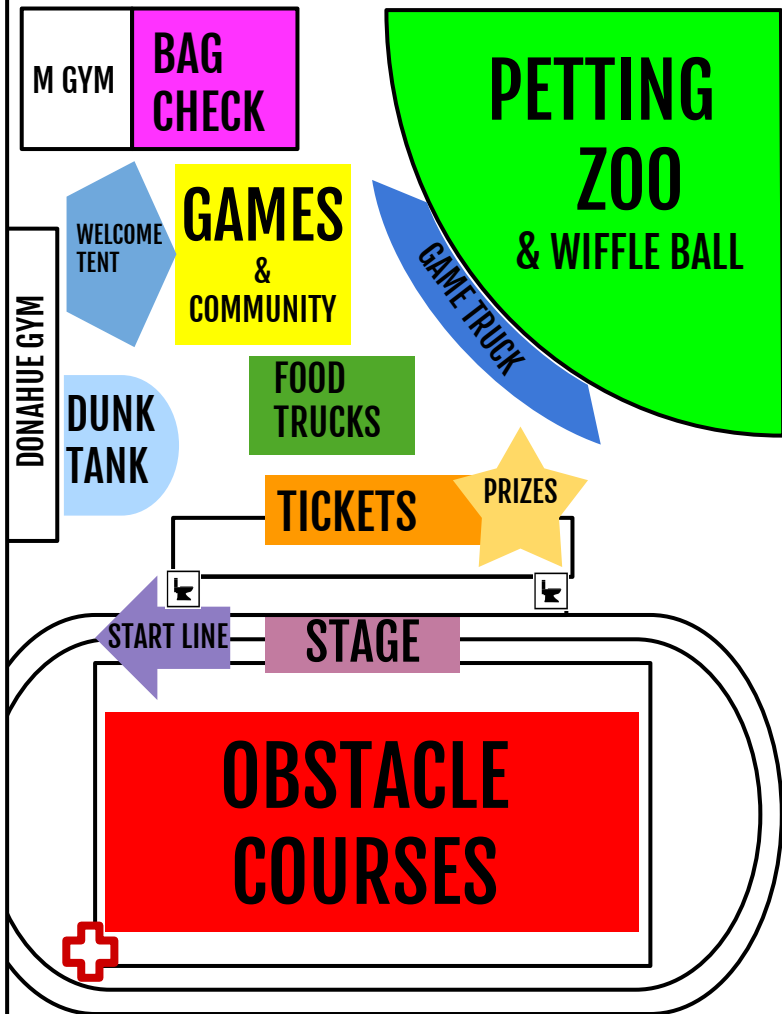 M GYM
BAG
CHECK
PETTING
ZOO
& WIFFLE BALL
WELCOME
TENT
GAMES
&
COMMUNITY
GAME TRUCK
DONAHUE GYM
DUNK
TANK
FOOD
TRUCKS
TICKETS
PRIZES
START LINE
STAGE
OBSTACLE
COURSES